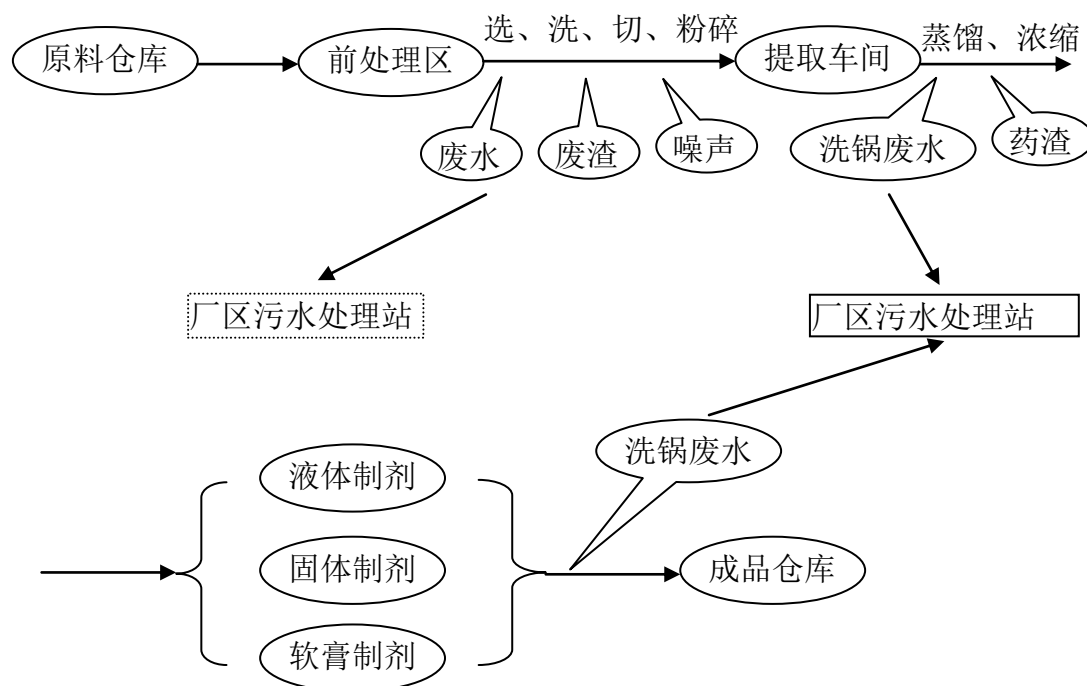 原料仓库
前处理区
选、洗、切、粉碎
提取车间
蒸馏、浓缩
废水
废渣
噪声
洗锅废水
药渣
厂区污水处理站
厂区污水处理站
洗锅废水
液体制剂
固体制剂
软膏制剂
成品仓库